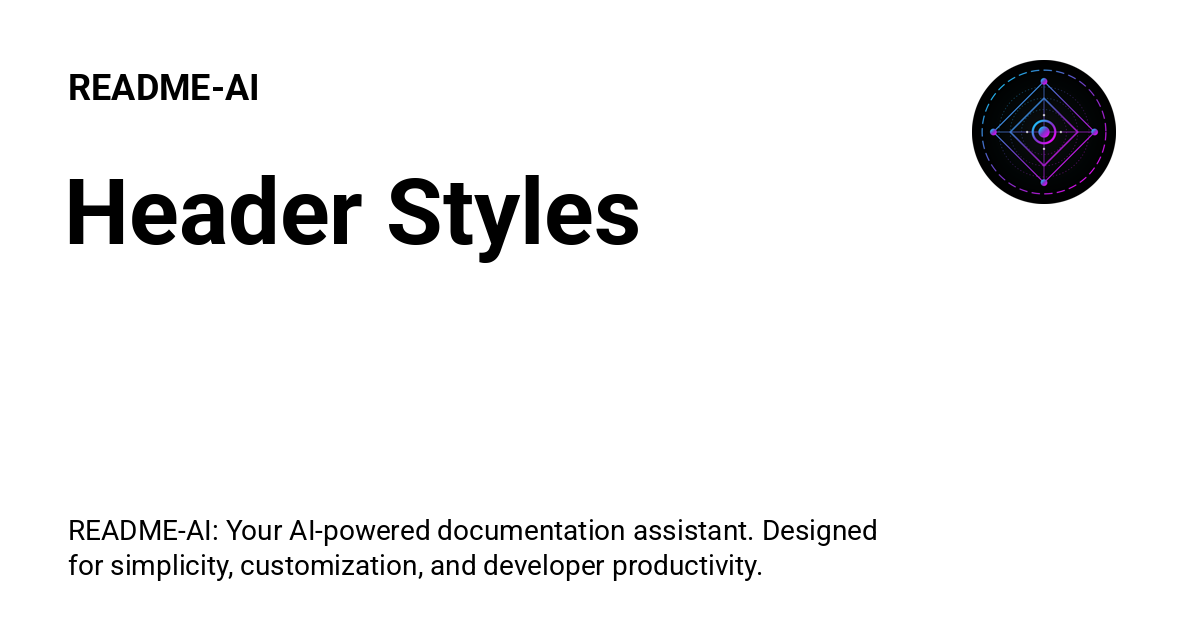 README-AI
Header Styles
README-AI: Your AI-powered documentation assistant. Designed
for simplicity, customization, and developer productivity.